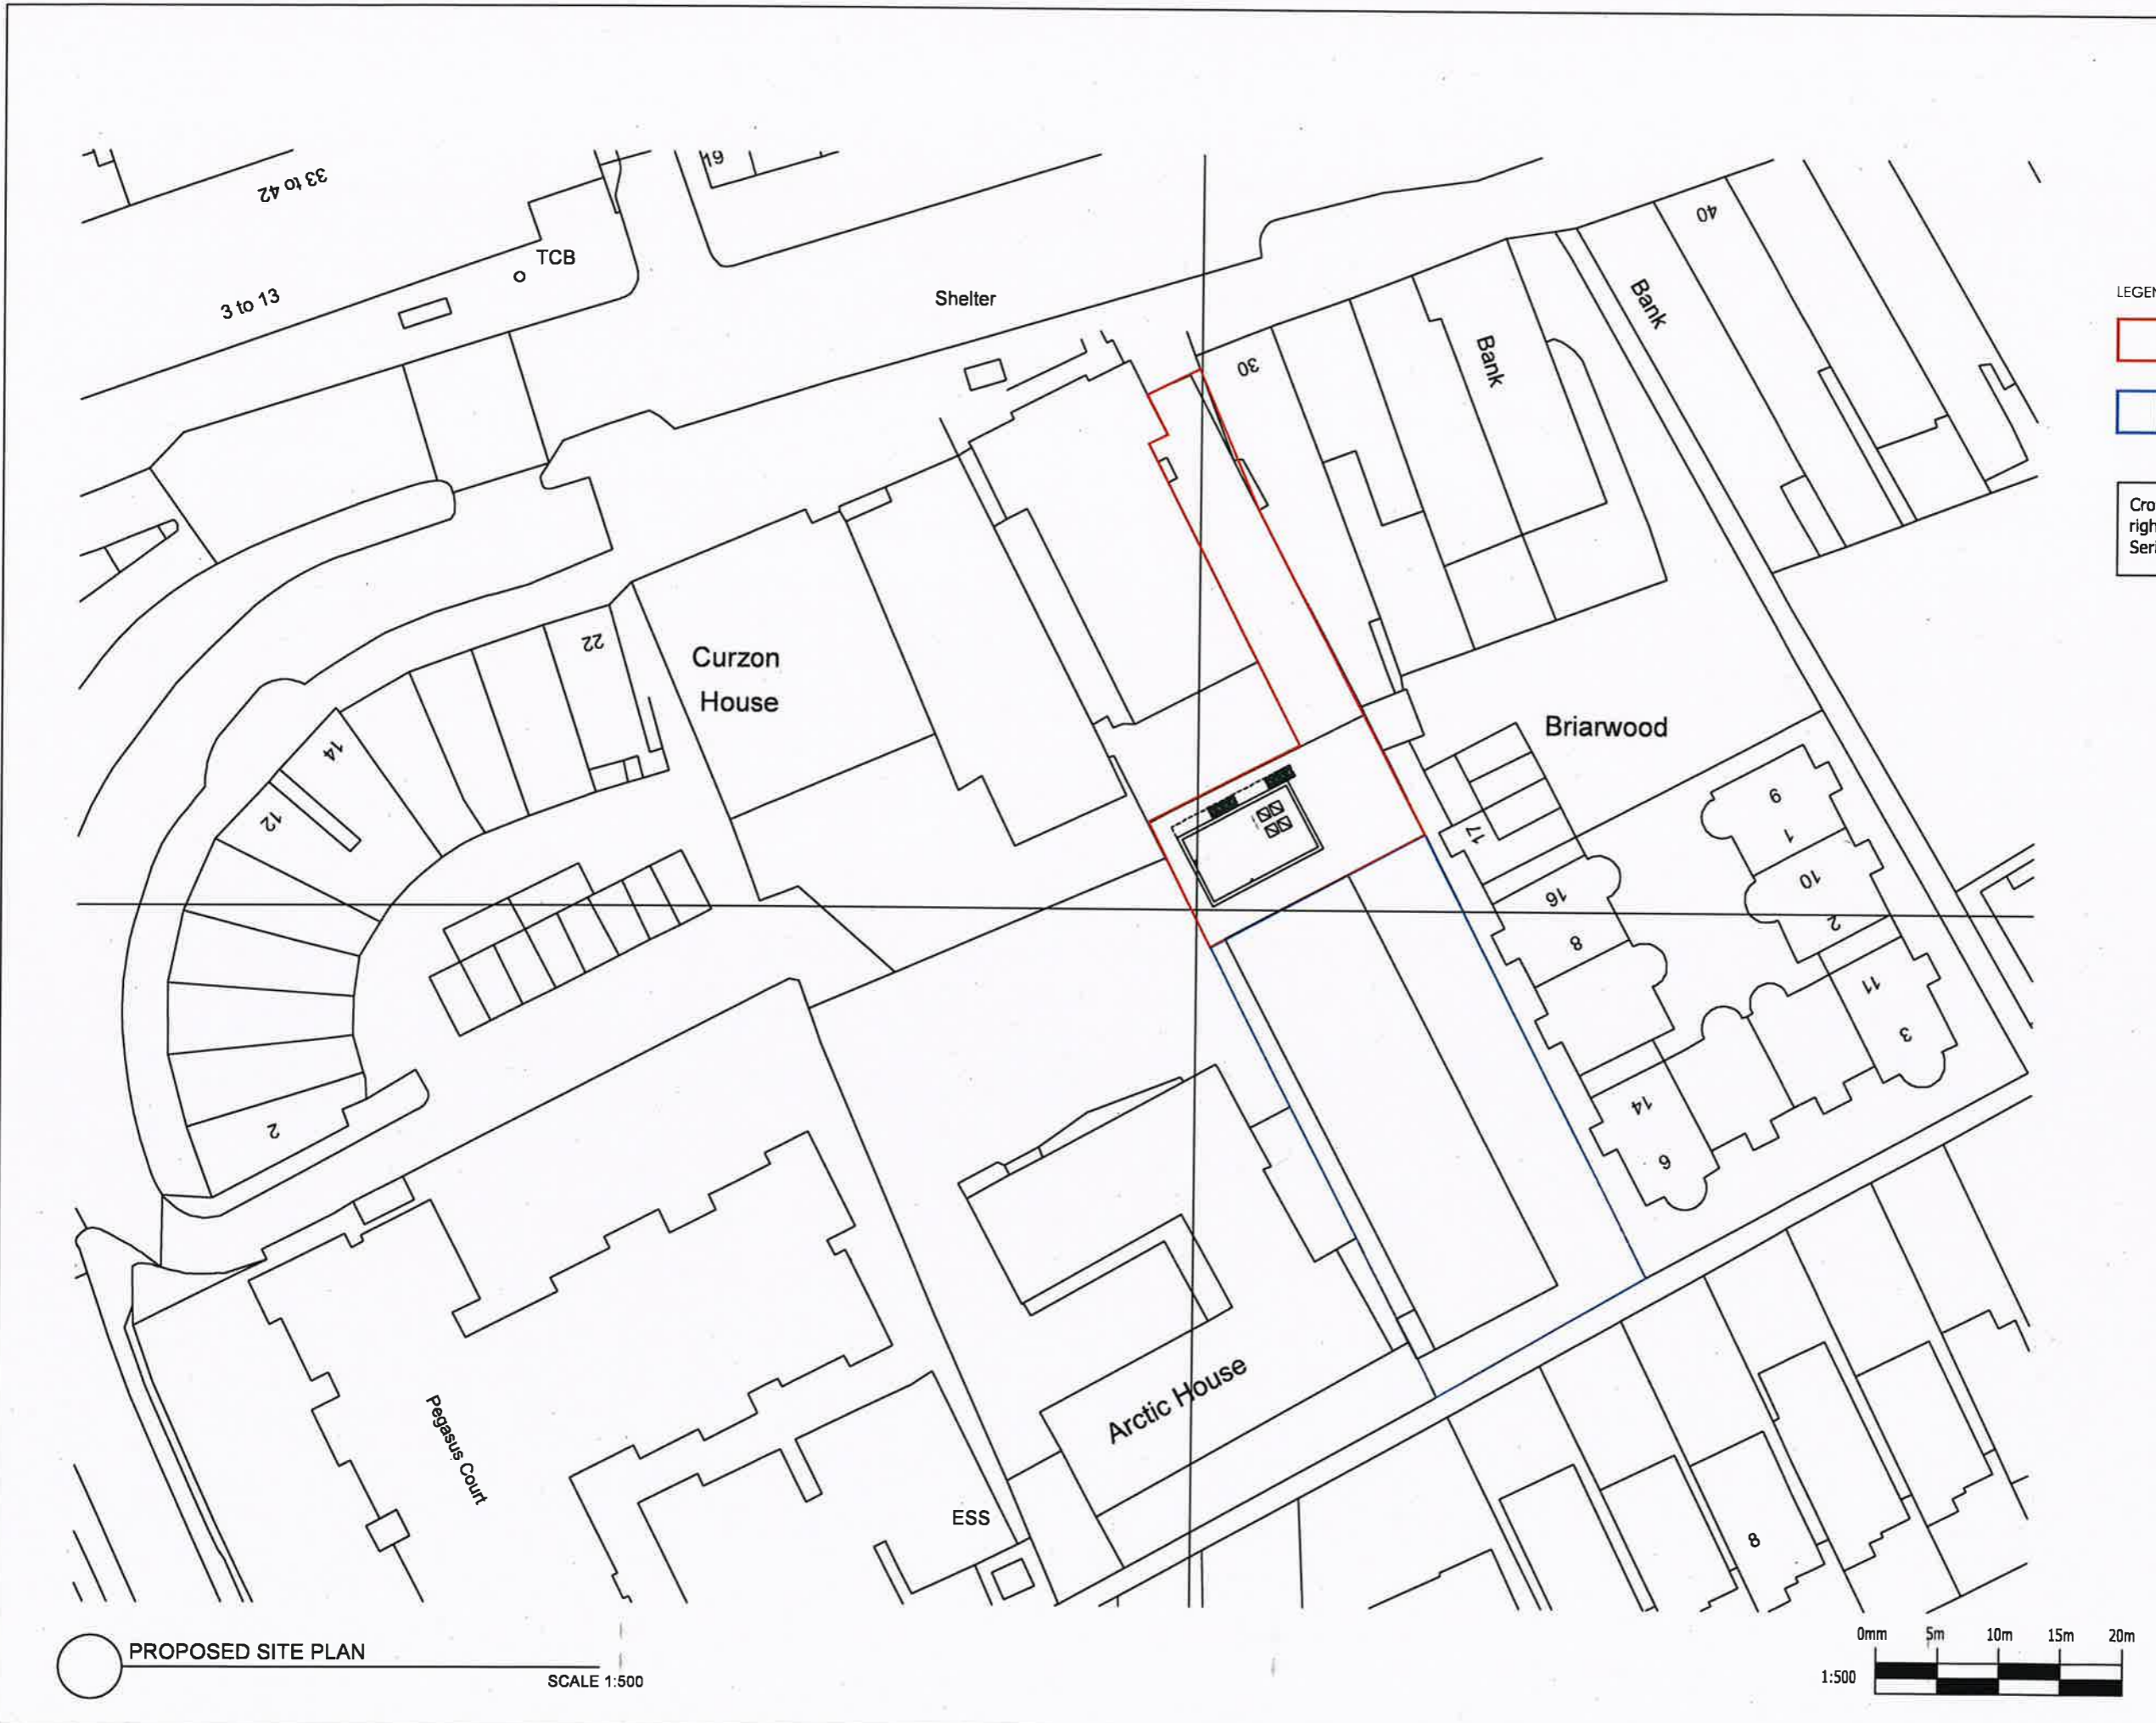 33 to 42
19
TCB
3 to 13
Shelter
40
Bank
30
Bank
LEGEN
Cro
righ
Seri
22
Curzon
House
14
12
Briarwood
17
9
1
16
10
8
2
11
3
14
6
2
Arctic House
Pegasus Court
ESS
8
PROPOSED SITE PLAN
SCALE 1:500
0mm 5m 10m 15m 20m
1:500